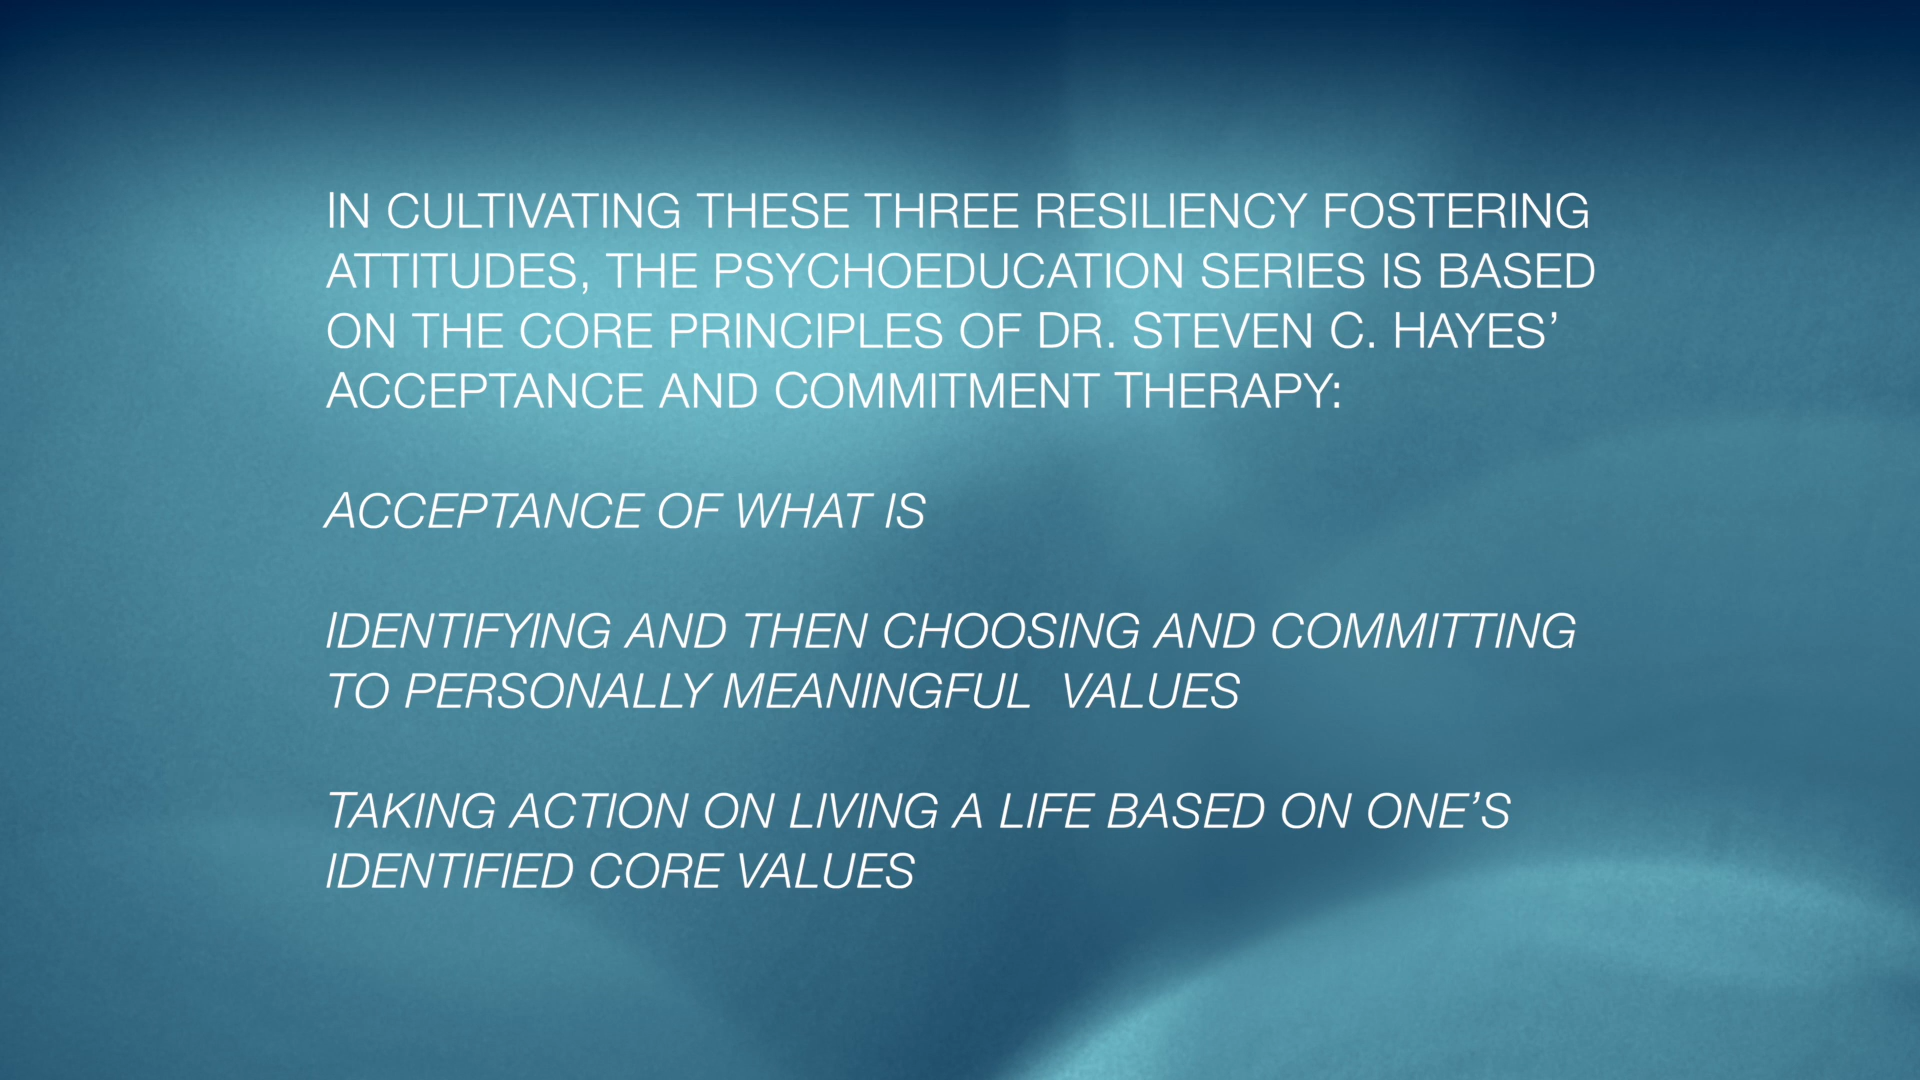 IN CULTIVATING THESE THREE RESILIENCY FOSTERING
ATTITUDES, THE PSYCHOEDUCATION SERIES IS BASED
ON THE CORE PRINCIPLES OF DR. STEVEN C. HAYES’
ACCEPTANCE AND COMMITMENT THERAPY:
ACCEPTANCE OF WHAT IS
IDENTIFYING AND THEN CHOOSING AND COMMITTING
TO PERSONALLY MEANINGFUL  VALUES
TAKING ACTION ON LIVING A LIFE BASED ON ONE’S
IDENTIFIED CORE VALUES